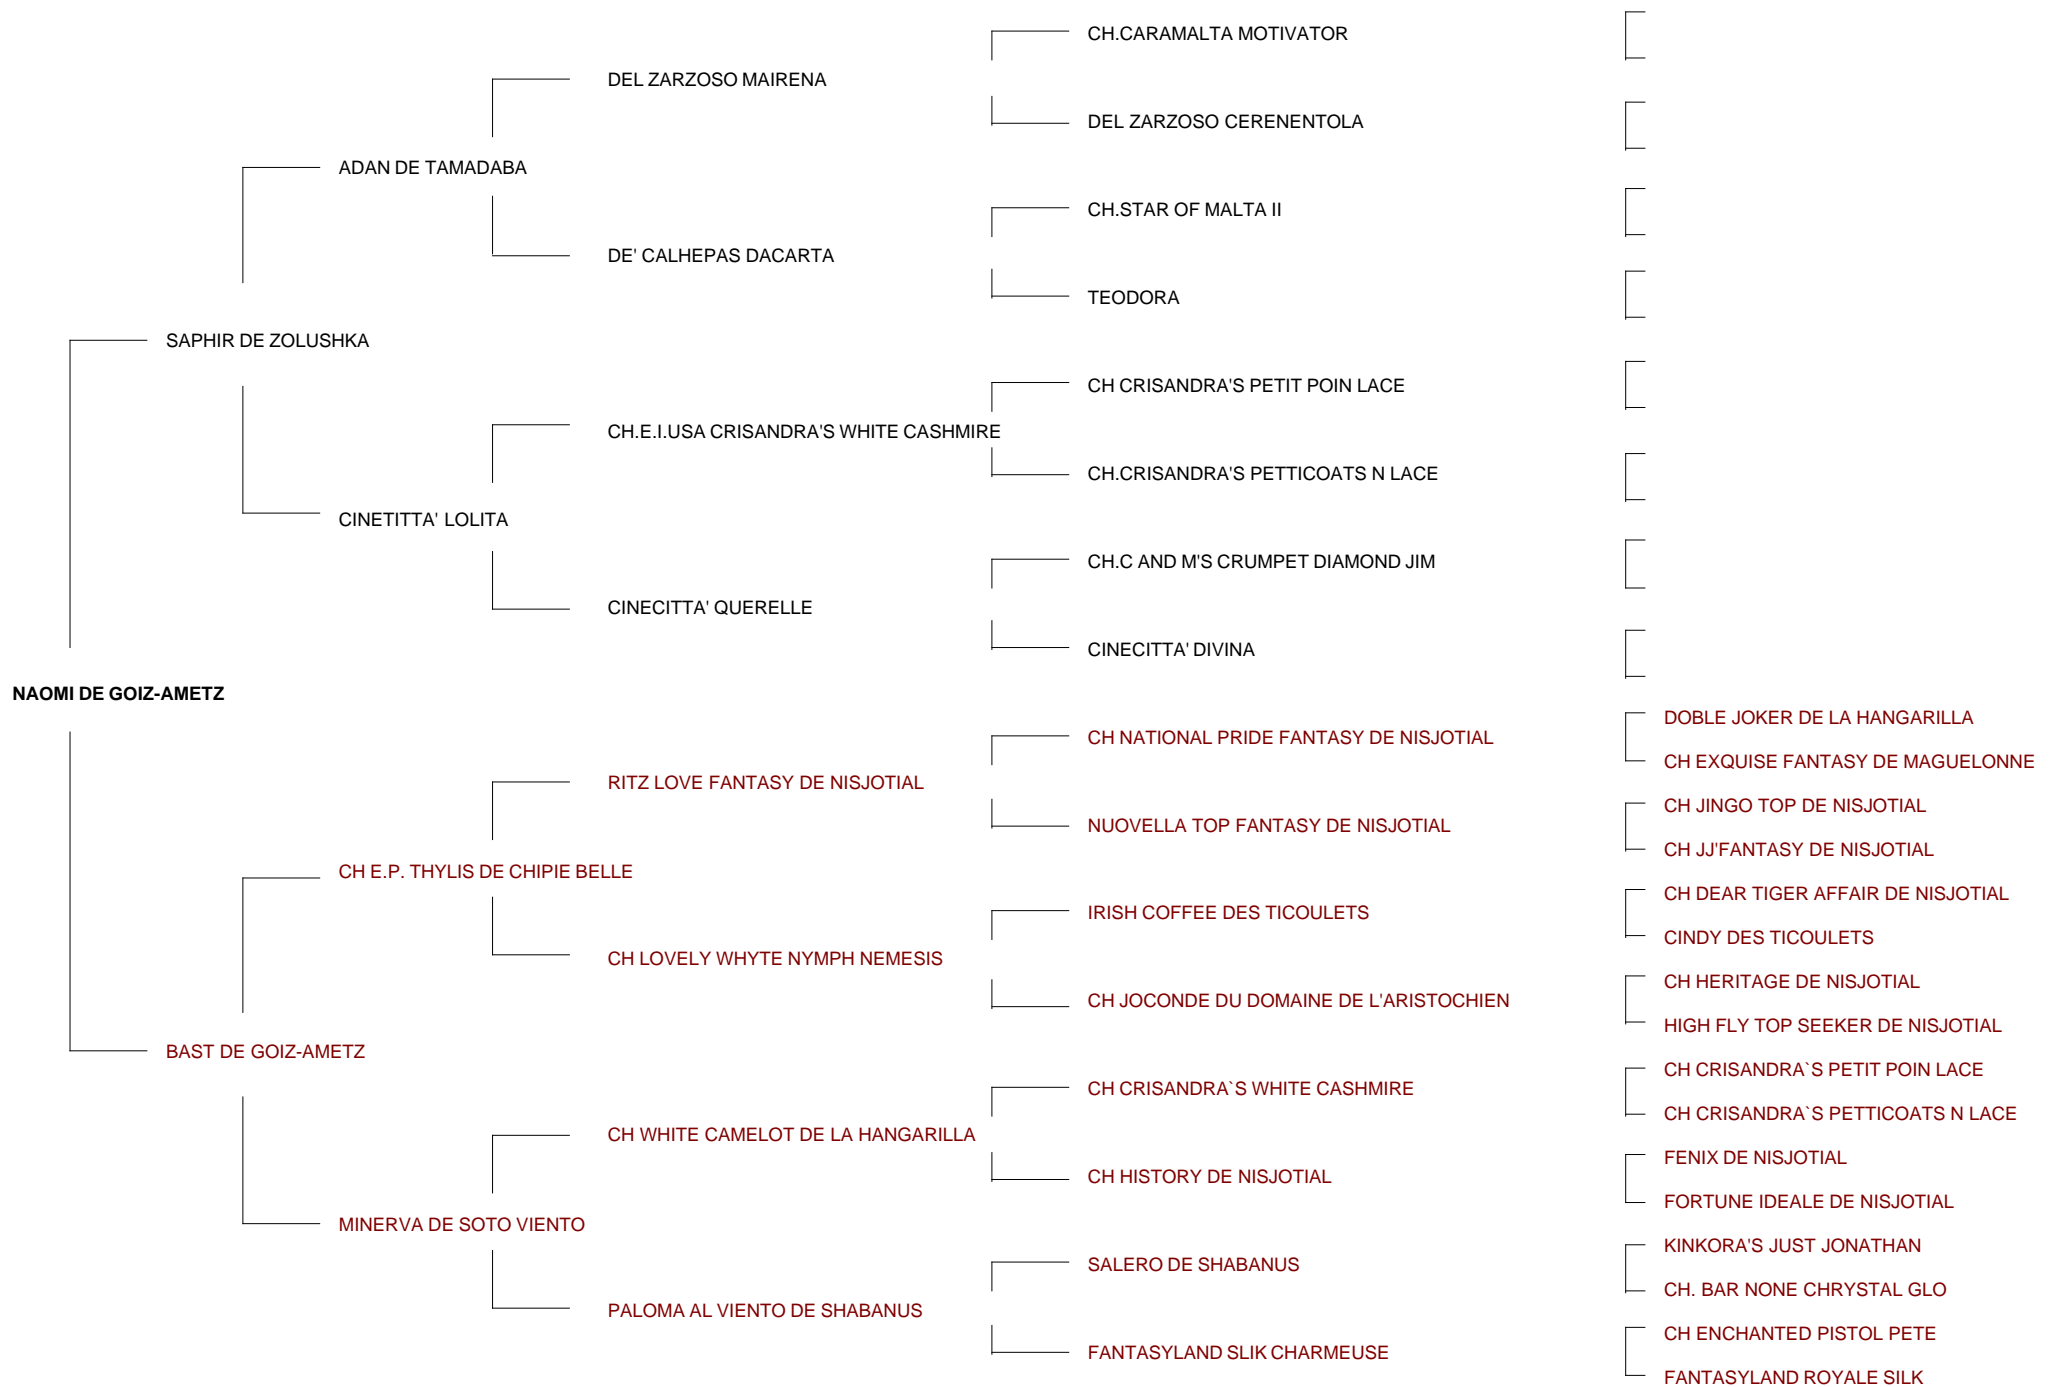 CH.CARAMALTA MOTIVATOR
DEL ZARZOSO MAIRENA
DEL ZARZOSO CERENENTOLA
ADAN DE TAMADABA
CH.STAR OF MALTA II
DE' CALHEPAS DACARTA
TEODORA
SAPHIR DE ZOLUSHKA
CH CRISANDRA'S PETIT POIN LACE
CH.E.I.USA CRISANDRA'S WHITE CASHMIRE
CH.CRISANDRA'S PETTICOATS N LACE
CINETITTA' LOLITA
CH.C AND M'S CRUMPET DIAMOND JIM
CINECITTA' QUERELLE
CINECITTA' DIVINA
NAOMI DE GOIZ-AMETZ
DOBLE JOKER DE LA HANGARILLA
CH NATIONAL PRIDE FANTASY DE NISJOTIAL
CH EXQUISE FANTASY DE MAGUELONNE
RITZ LOVE FANTASY DE NISJOTIAL
CH JINGO TOP DE NISJOTIAL
NUOVELLA TOP FANTASY DE NISJOTIAL
CH JJ'FANTASY DE NISJOTIAL
CH E.P. THYLIS DE CHIPIE BELLE
CH DEAR TIGER AFFAIR DE NISJOTIAL
IRISH COFFEE DES TICOULETS
CINDY DES TICOULETS
CH LOVELY WHYTE NYMPH NEMESIS
CH HERITAGE DE NISJOTIAL
CH JOCONDE DU DOMAINE DE L'ARISTOCHIEN
HIGH FLY TOP SEEKER DE NISJOTIAL
BAST DE GOIZ-AMETZ
CH CRISANDRA`S PETIT POIN LACE
CH CRISANDRA`S WHITE CASHMIRE
CH CRISANDRA`S PETTICOATS N LACE
CH WHITE CAMELOT DE LA HANGARILLA
FENIX DE NISJOTIAL
CH HISTORY DE NISJOTIAL
FORTUNE IDEALE DE NISJOTIAL
MINERVA DE SOTO VIENTO
KINKORA'S JUST JONATHAN
SALERO DE SHABANUS
CH. BAR NONE CHRYSTAL GLO
PALOMA AL VIENTO DE SHABANUS
CH ENCHANTED PISTOL PETE
FANTASYLAND SLIK CHARMEUSE
FANTASYLAND ROYALE SILK